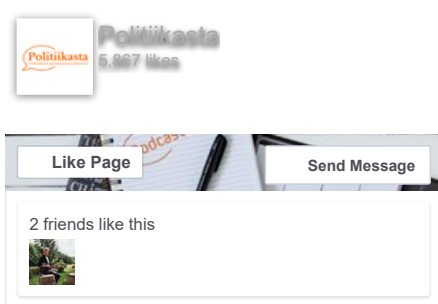 Politiikasta
Politiikasta
5,867 likes
Podcast
Like Page
Send Message
2 friends like this